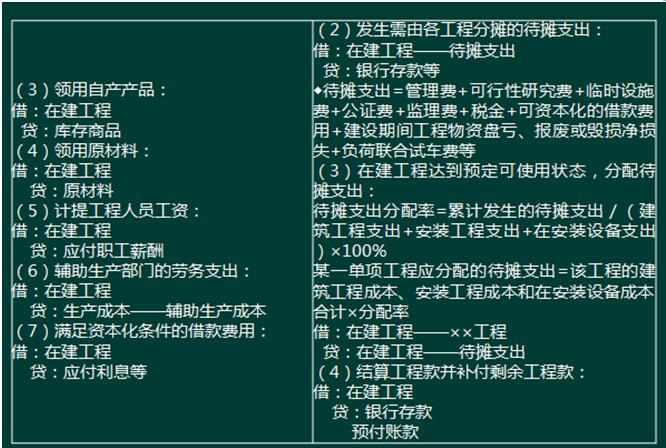 （3）领用自产产品：
借：在建工程
贷：库存商品
（4）领用原材料：
借：在建工程
贷：原材料
（5）计提工程人员工资：
借：在建工程
贷：应付职工薪酬
（6）辅助生产部门的劳务支出：
借：在建工程
贷：生产成本——辅助生产成本
（7）满足资本化条件的借款费用：
借：在建工程
贷：应付利息等
（2）发生需由各工程分摊的待摊支出：
借：在建工程——待摊支出
贷：银行存款等
◆待摊支出=管理费+可行性研究费+临时设施
费+公证费+监理费+税金+可资本化的借款费
用+建设期间工程物资盘亏、报废或毁损净损
失+负荷联合试车费等
（3）在建工程达到预定可使用状态，分配待
摊支出：
待摊支出分配率=累计发生的待摊支出/（建
筑工程支出+安装工程支出+在安装设备支出
）×100%
某一单项工程应分配的待摊支出=该工程的建
筑工程成本、安装工程成本和在安装设备成本
合计×分配率
借：在建工程——××工程
贷：在建工程——待摊支出
（4）结算工程款并补付剩余工程款：
借：在建工程
贷：银行存款
预付账款